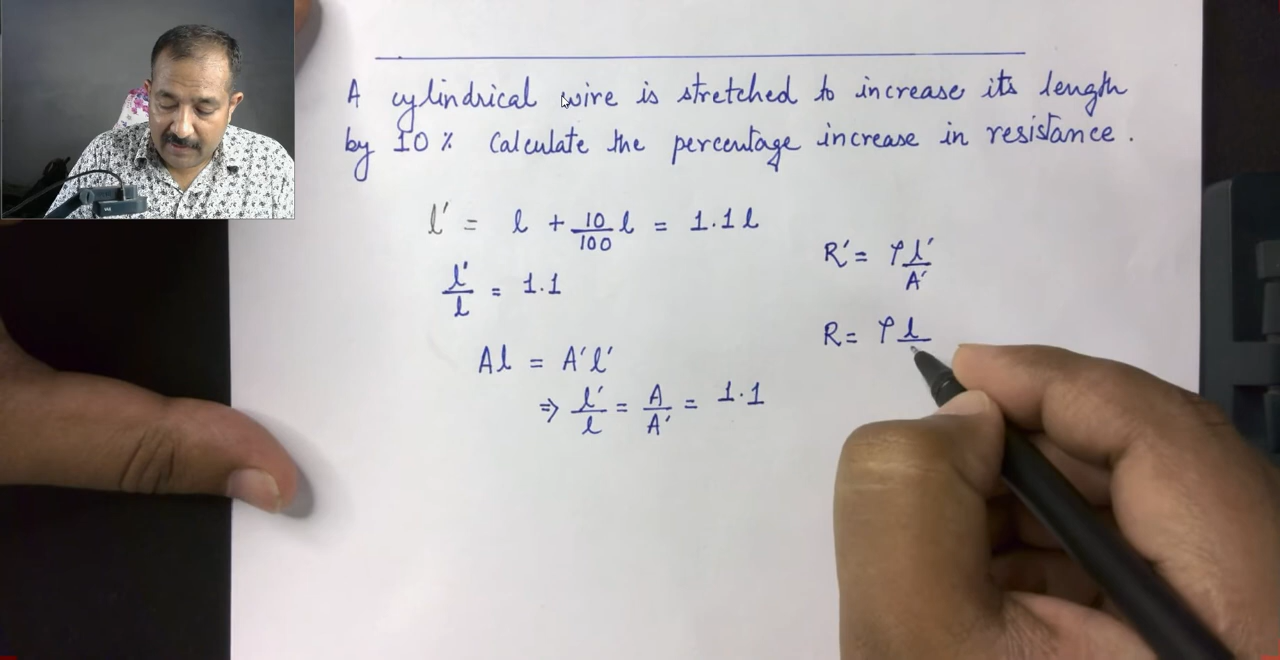 A cylindrical wire is stretched to increase its length
by 10 % Calculate the percentage increase in resistance.
l' = l + 10/100 l = 1.1 l
l'/l = 1.1
Al = A'l'
⇒ l'/l = A/A' = 1.1
R' = ρ l'/A'
R = ρ l